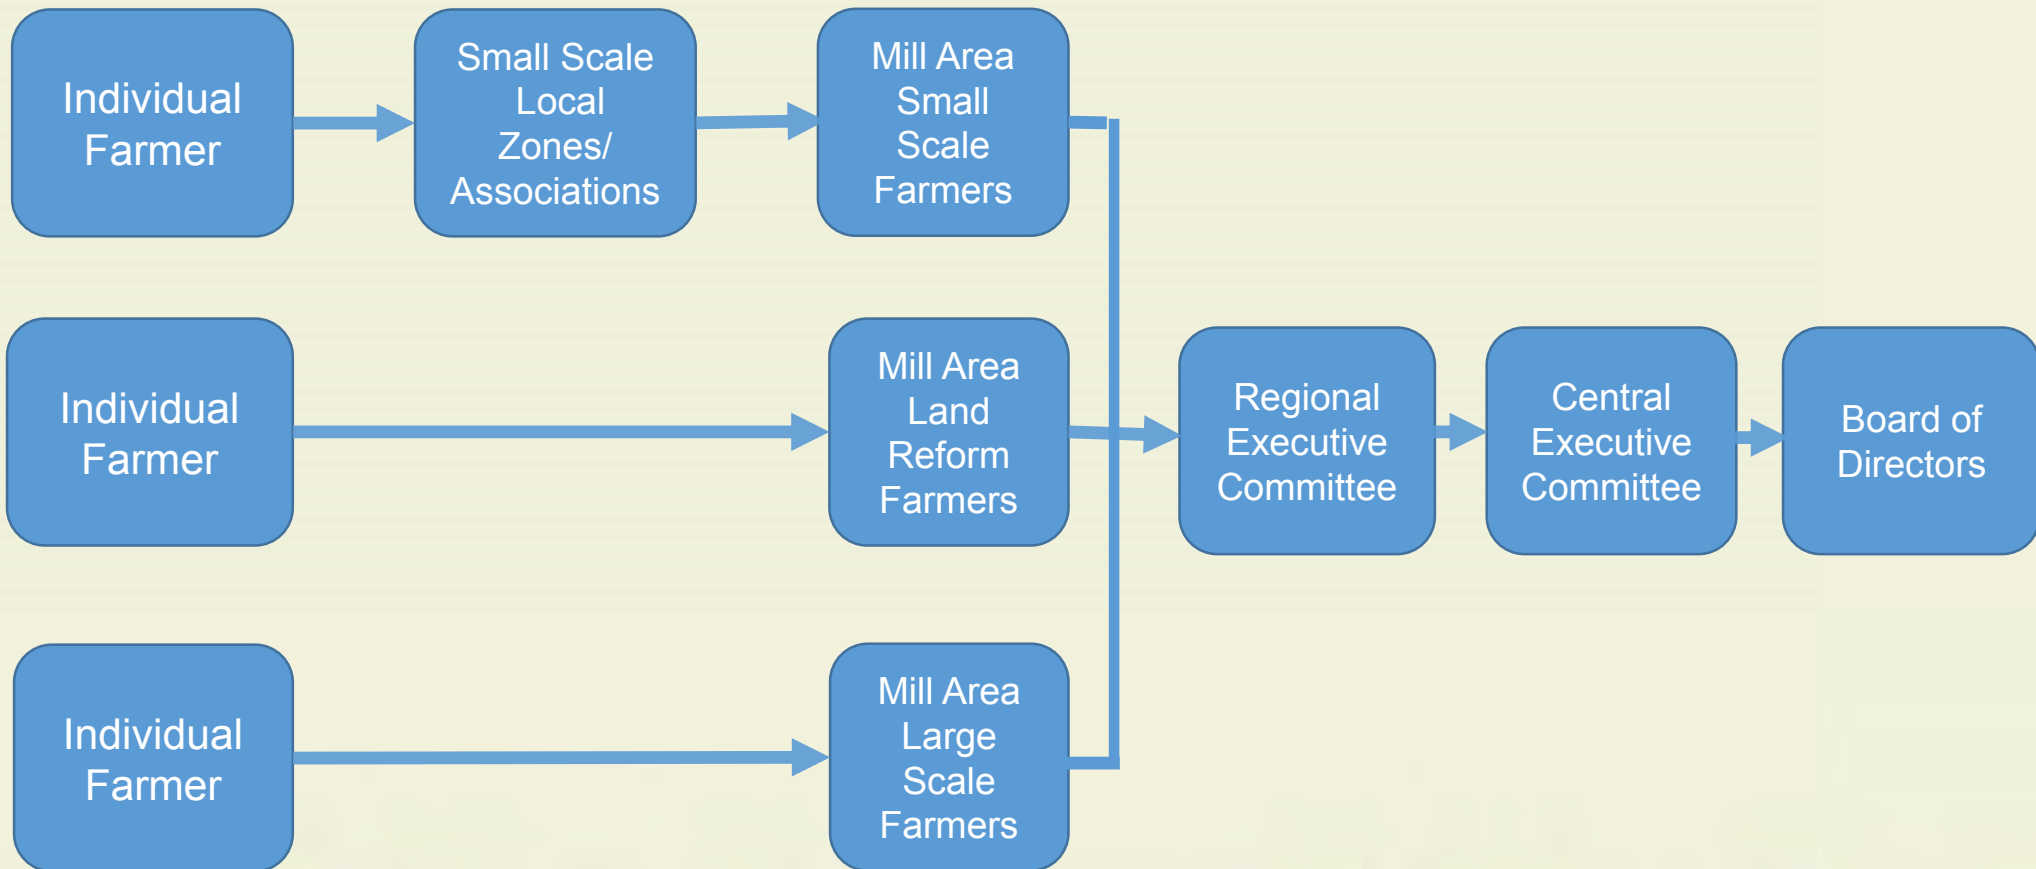 Individual
Farmer
Small Scale
Local
Zones/
Associations
Mill Area
Small
Scale
Farmers
Individual
Farmer
Mill Area
Land
Reform
Farmers
Regional
Executive
Committee
Central
Executive
Committee
Board of
Directors
Individual
Farmer
Mill Area
Large
Scale
Farmers